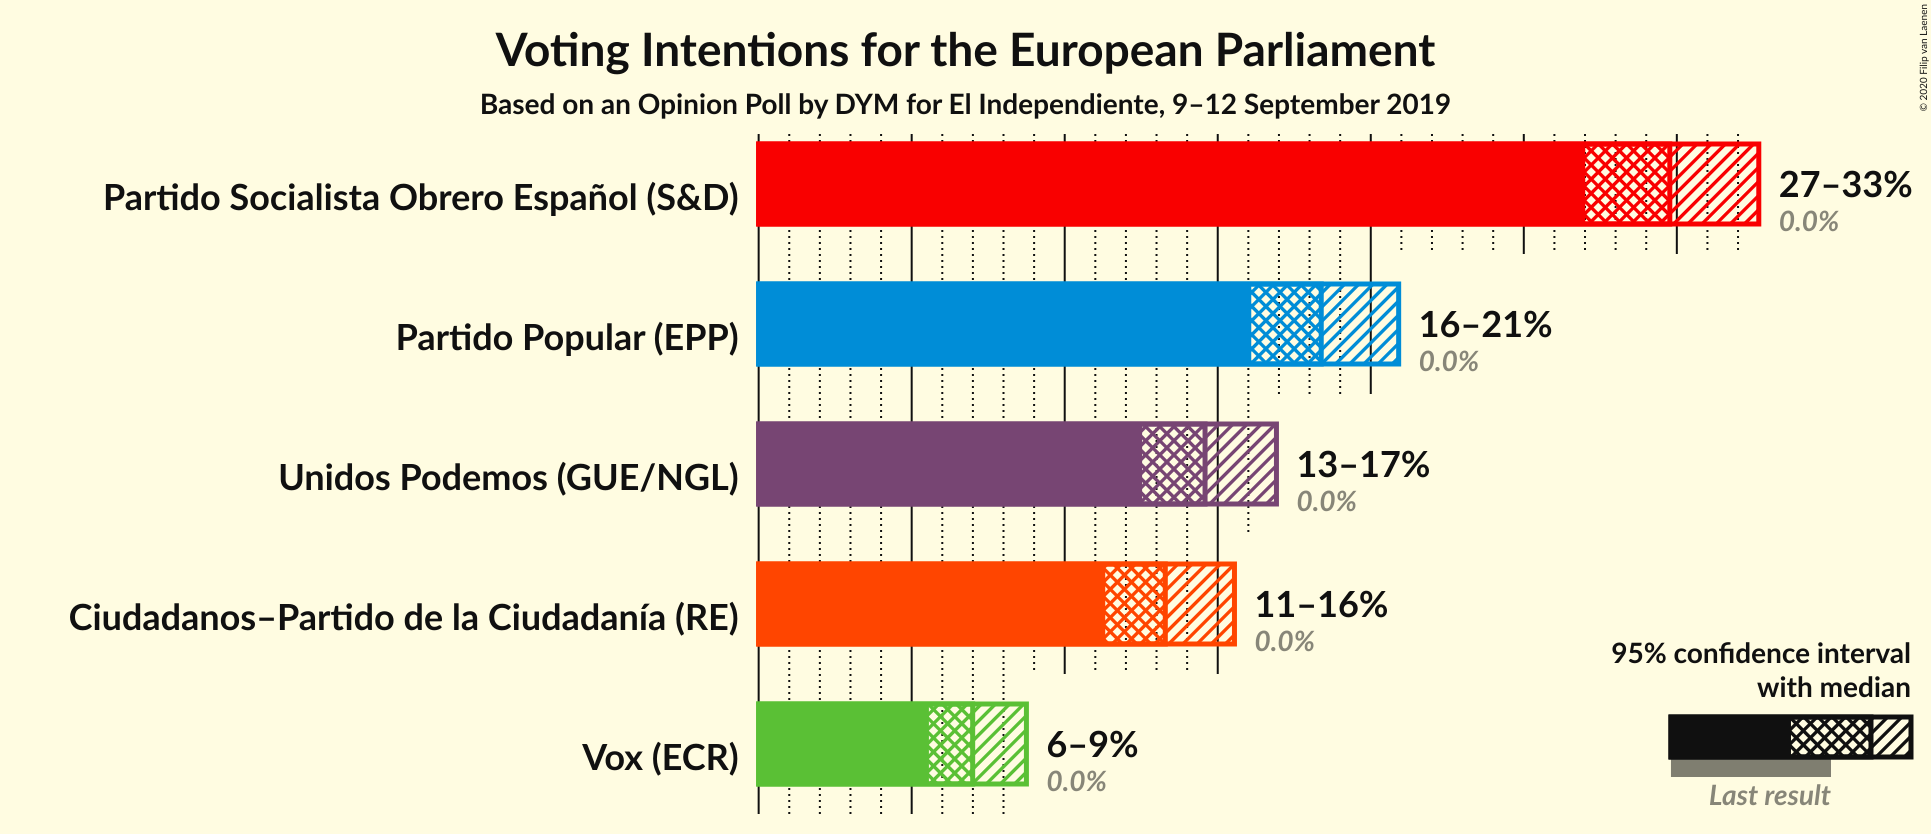 Voting Intentions for the European Parliament
Based on an Opinion Poll by DYM for El Independiente, 9–12 September 2019
© 2020 Filip van Laenen
Partido Socialista Obrero Español (S&D)
27–33%
0.0%
Partido Popular (EPP)
16–21%
0.0%
Unidos Podemos (GUE/NGL)
13–17%
0.0%
Ciudadanos–Partido de la Ciudadanía (RE)
11–16%
0.0%
Vox (ECR)
6–9%
0.0%
95% confidence interval
with median
Last result